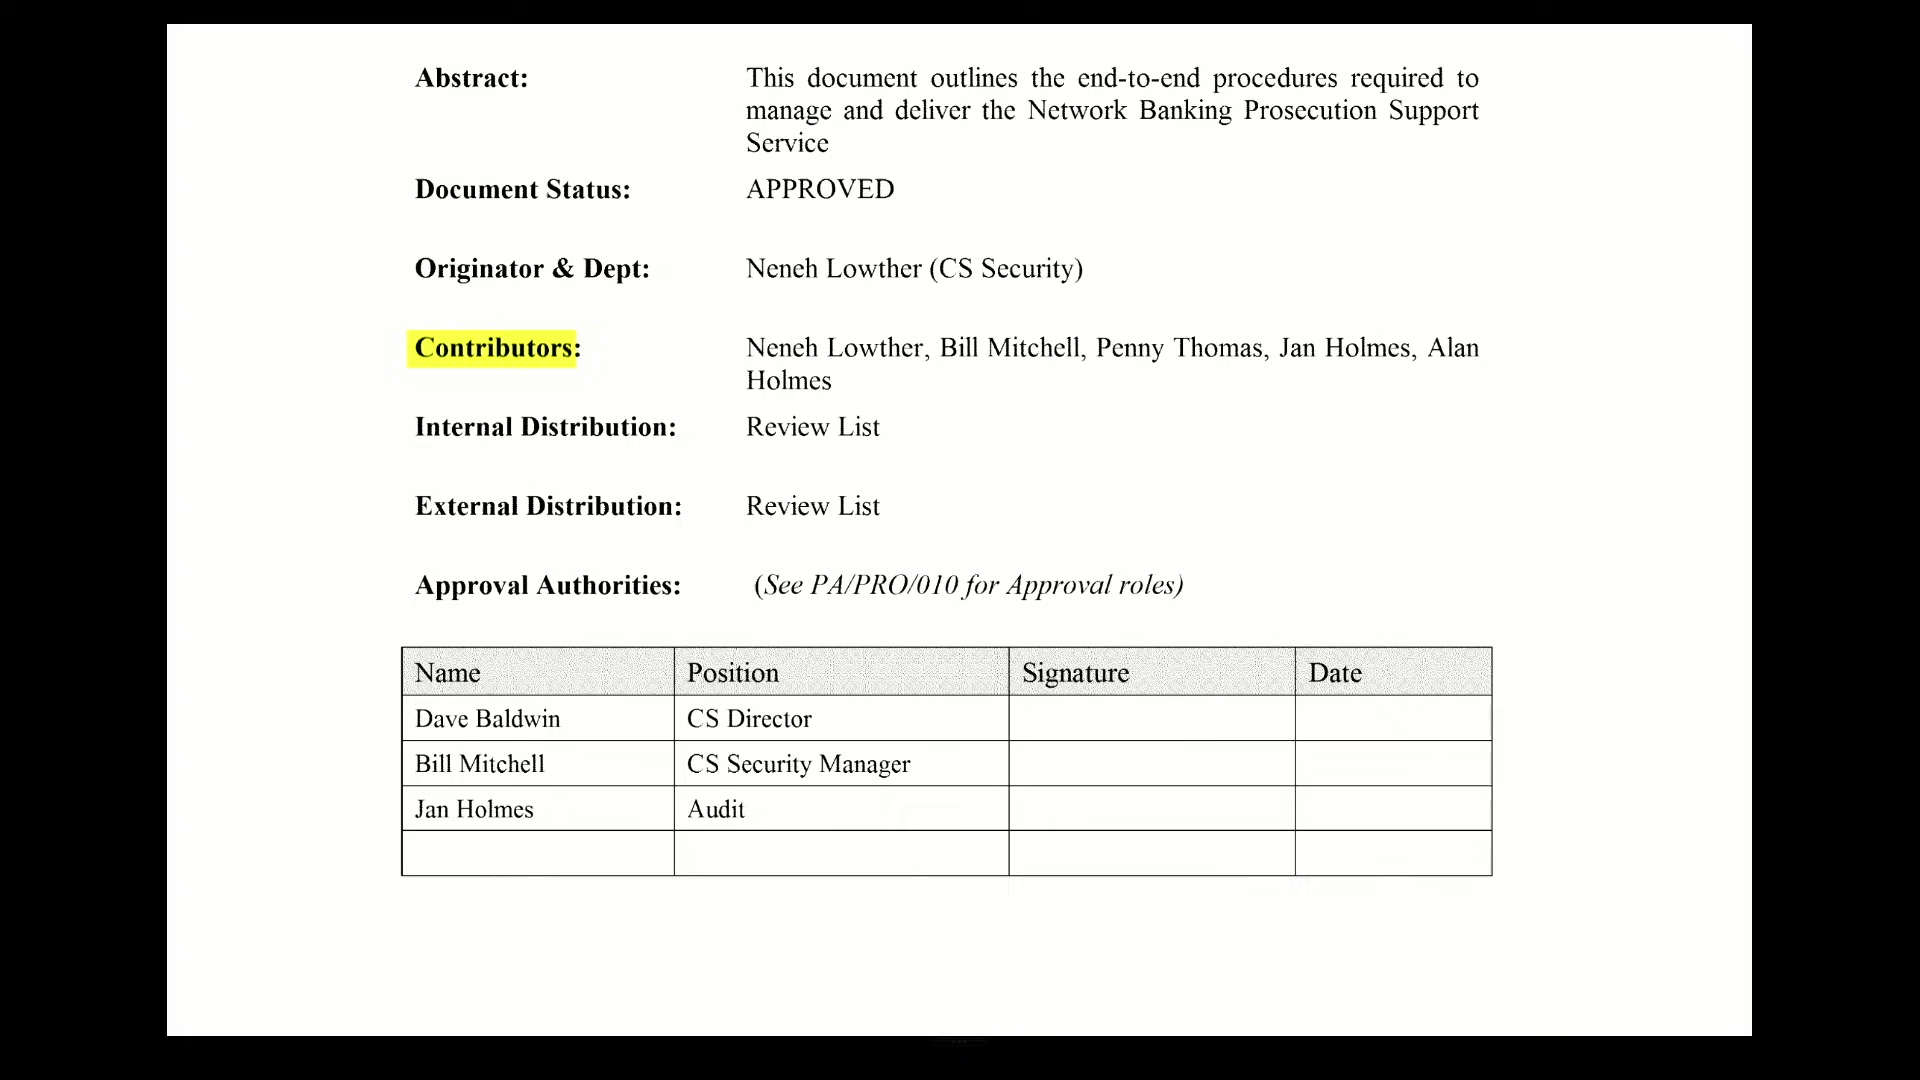 Abstract: This document outlines the end-to-end procedures required to
manage and deliver the Network Banking Prosecution Support
Service
Document Status: APPROVED
Originator & Dept: Neneh Lowther (CS Security)
Contributors: Neneh Lowther, Bill Mitchell, Penny Thomas, Jan Holmes, Alan
Holmes
Internal Distribution: Review List
External Distribution: Review List
Approval Authorities: (See PA/PRO/010 for Approval roles)
Name Position Signature Date
Dave Baldwin CS Director
Bill Mitchell CS Security Manager
Jan Holmes Audit